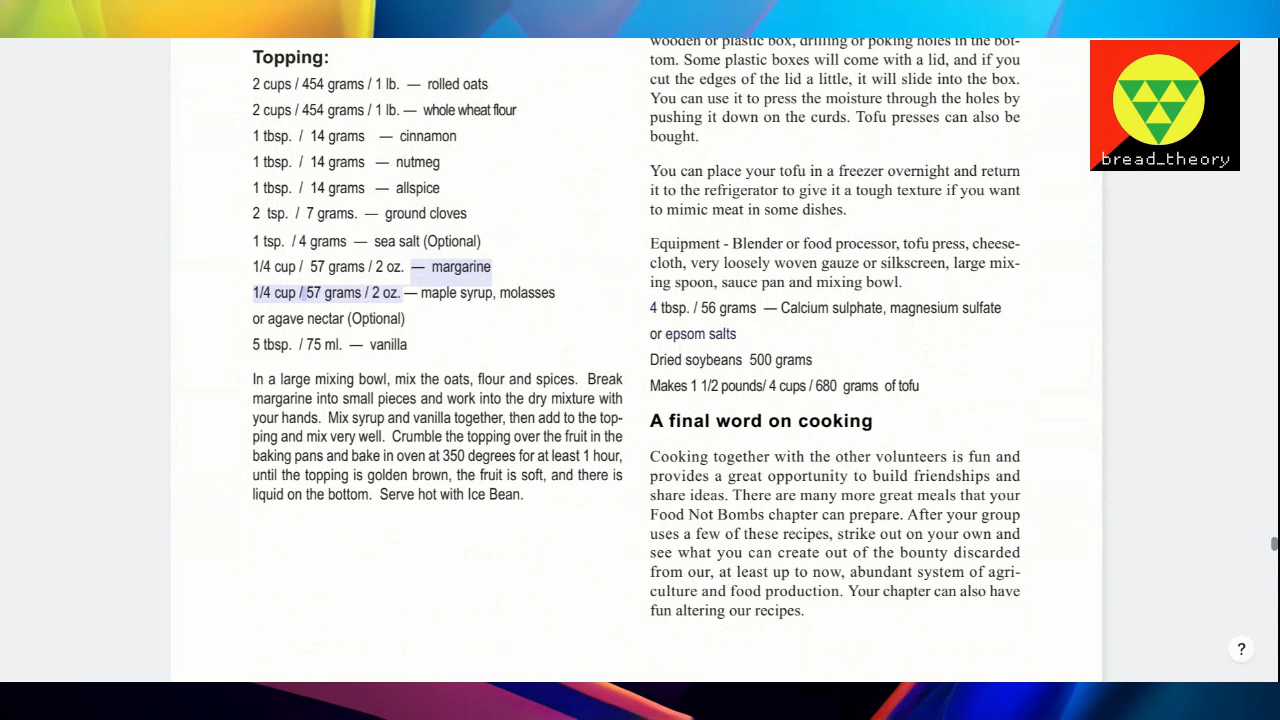 Topping:
2 cups / 454 grams / 1 lb. — rolled oats
2 cups / 454 grams / 1 lb. — whole wheat flour
1 tbsp. / 14 grams — cinnamon
1 tbsp. / 14 grams — nutmeg
1 tbsp. / 14 grams — allspice
2 tsp. / 7 grams. — ground cloves
1 tsp. / 4 grams — sea salt (Optional)
1/4 cup / 57 grams / 2 oz. — margarine
1/4 cup / 57 grams / 2 oz. — maple syrup, molasses
or agave nectar (Optional)
5 tbsp. / 75 ml. — vanilla
In a large mixing bowl, mix the oats, flour and spices. Break
margarine into small pieces and work into the dry mixture with
your hands. Mix syrup and vanilla together, then add to the top-
ping and mix very well. Crumble the topping over the fruit in the
baking pans and bake in oven at 350 degrees for at least 1 hour,
until the topping is golden brown, the fruit is soft, and there is
liquid on the bottom. Serve hot with Ice Bean.
wooden or plastic box, drilling or poking holes in the bot-
tom. Some plastic boxes will come with a lid, and if you
cut the edges of the lid a little, it will slide into the box.
You can use it to press the moisture through the holes by
pushing it down on the curds. Tofu presses can also be
bought.
You can place your tofu in a freezer overnight and return
it to the refrigerator to give it a tough texture if you want
to mimic meat in some dishes.
Equipment - Blender or food processor, tofu press, cheese-
cloth, very loosely woven gauze or silkscreen, large mix-
ing spoon, sauce pan and mixing bowl.
4 tbsp. / 56 grams — Calcium sulphate, magnesium sulfate
or epsom salts
Dried soybeans 500 grams
Makes 1 1/2 pounds/ 4 cups / 680 grams of tofu
A final word on cooking
Cooking together with the other volunteers is fun and
provides a great opportunity to build friendships and
share ideas. There are many more great meals that your
Food Not Bombs chapter can prepare. After your group
uses a few of these recipes, strike out on your own and
see what you can create out of the bounty discarded
from our, at least up to now, abundant system of agri-
culture and food production. Your chapter can also have
fun altering our recipes.
bread_theory
?